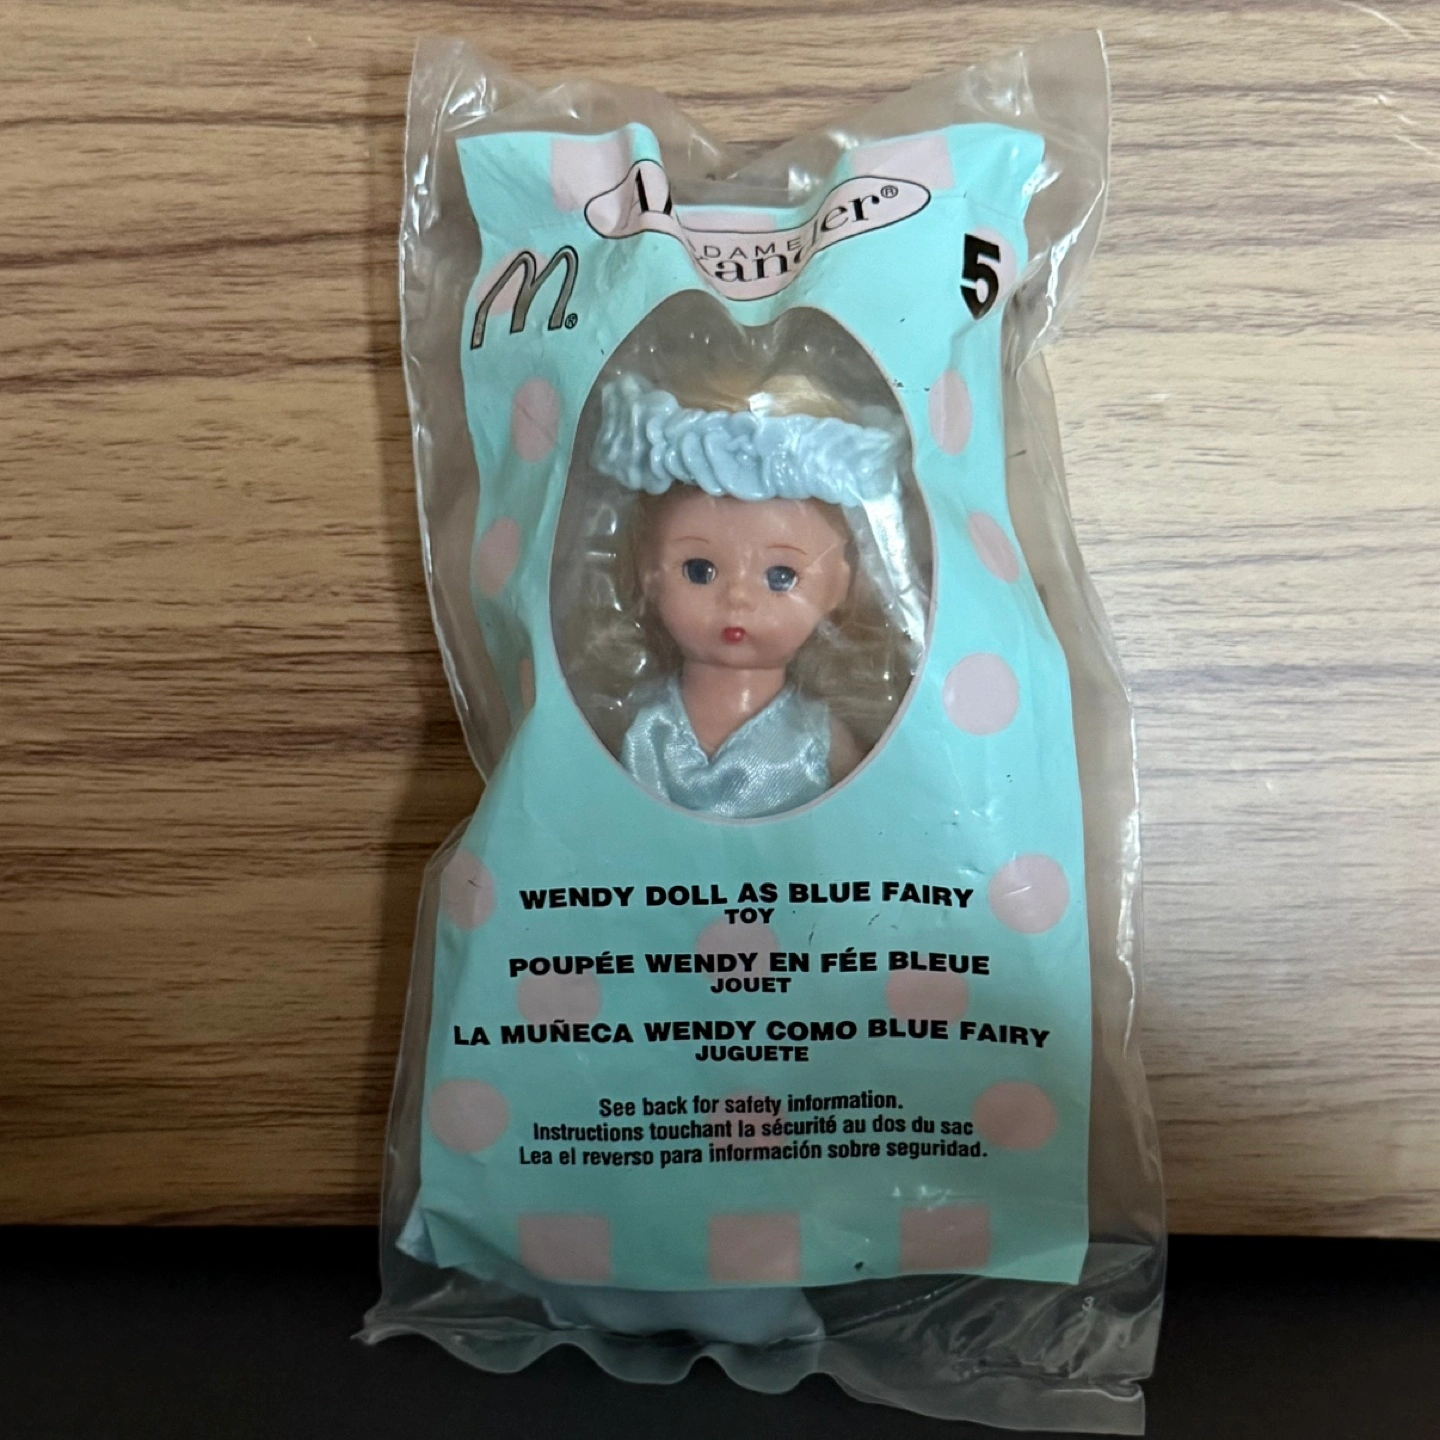 MADAME
5
WENDY DOLL AS BLUE FAIRY
TOY
POUPÉE WENDY EN FÉE BLEUE
JOUET
LA MUÑECA WENDY COMO BLUE FAIRY
JUGUETE
See back for safety information.
Instructions touchant la sécurité au dos du sac
Lea el reverso para información sobre seguridad.
3